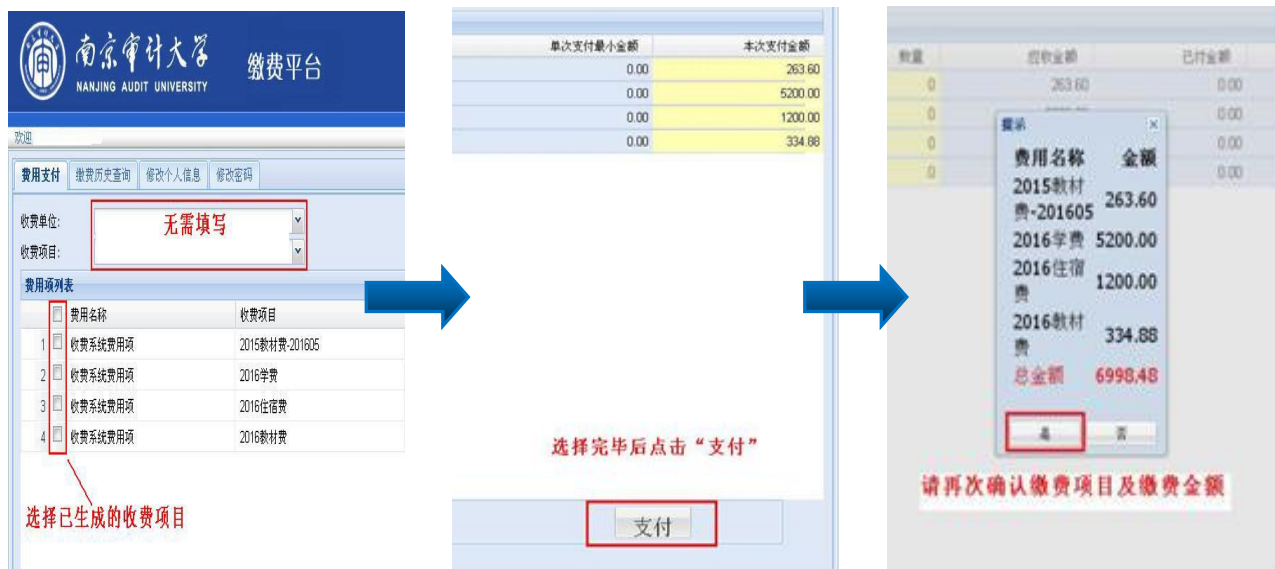 南京审计大学
NANJING AUDIT UNIVERSITY
缴费平台
欢迎
费用支付 缴费历史查询 修改个人信息 修改密码
收费单位:
无需填写
收费项目:
费用项列表
费用名称 收费项目
1 收费系统费用项 2015教材费-201605
2 收费系统费用项 2016学费
3 收费系统费用项 2016住宿费
4 收费系统费用项 2016教材费
选择已生成的收费项目
单次支付最小金额 本次支付金额
0.00 263.60
0.00 5200.00
0.00 1200.00
0.00 334.88
选择完毕后点击“支付”
支付
数量 应收金额 已付金额
0 263.60 0.00
0 0.00
0 0.00
0 0.00
提示
费用名称 金额
2015教材
费-201605 263.60
2016学费 5200.00
2016住宿
费 1200.00
2016教材
费 334.88
总金额 6998.48
是 否
请再次确认缴费项目及缴费金额